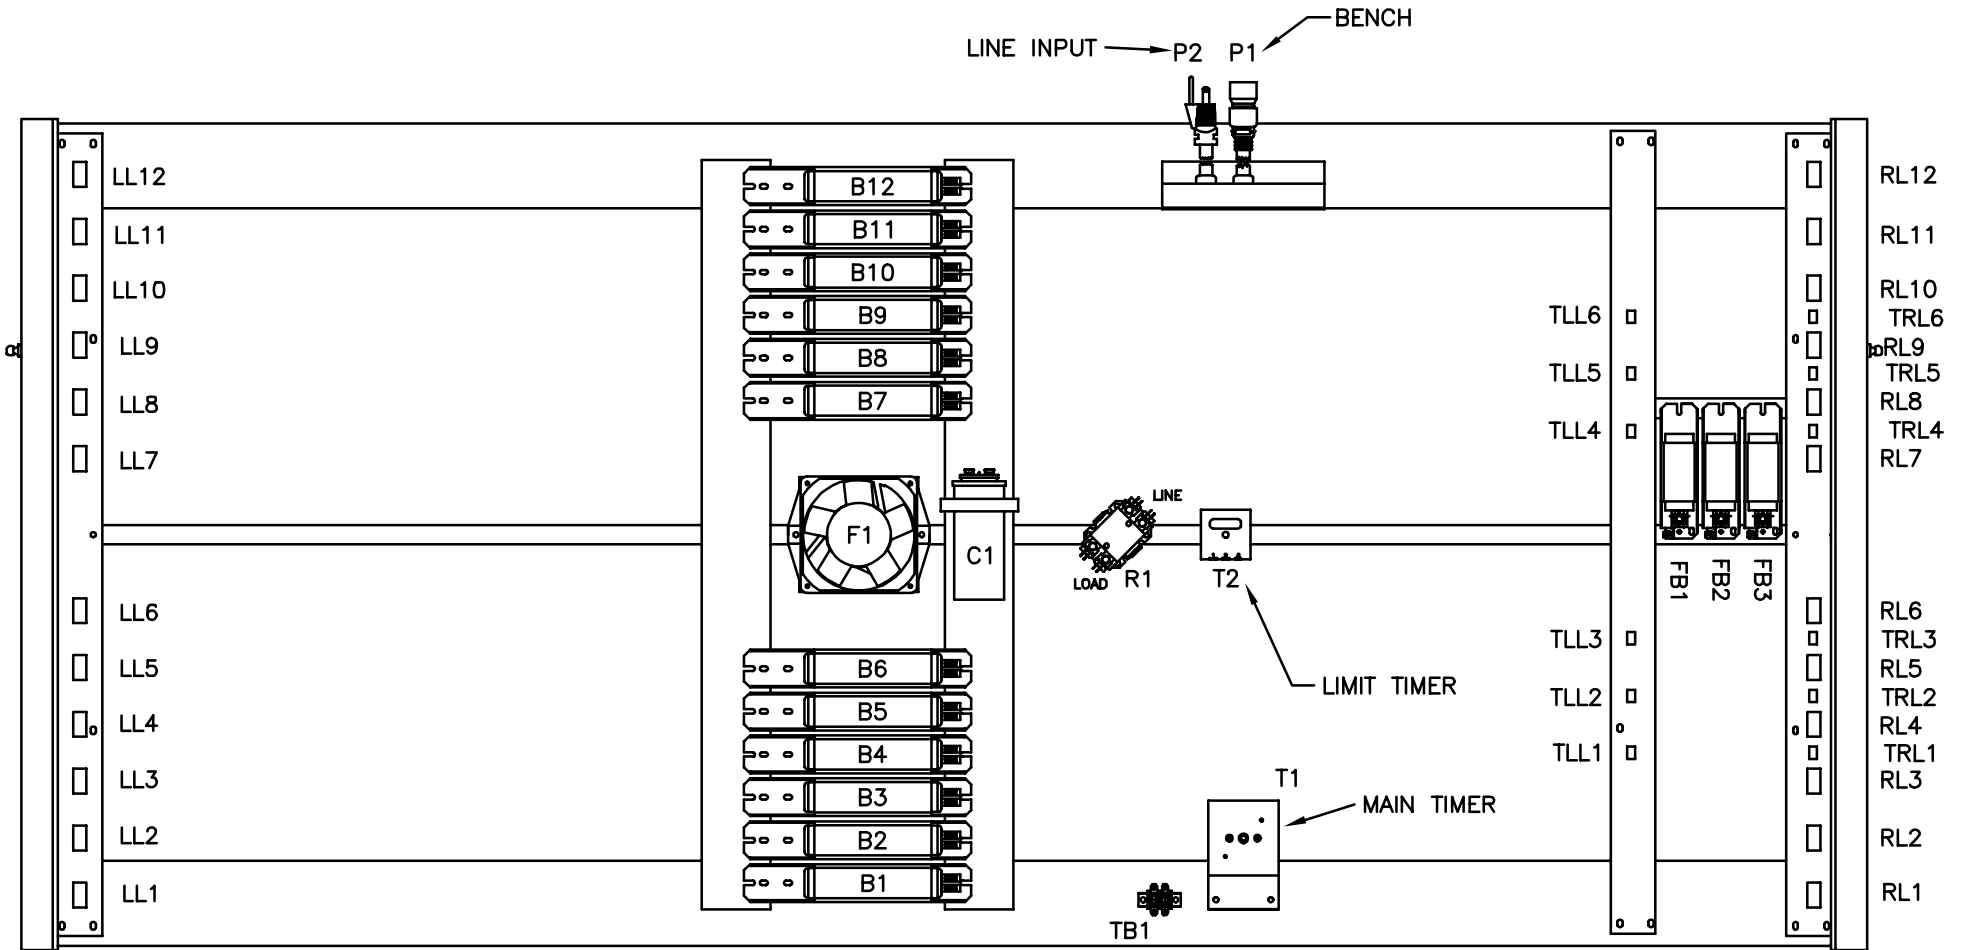 BENCH
LINE INPUT
P2
P1
LL12
B12
RL12
LL11
B11
RL11
LL10
B10
RL10
B9
TLL6
TRL6
LL9
B8
RL9
TLL5
TRL5
LL8
B7
RL8
TLL4
TRL4
LL7
RL7
LINE
F1
C1
LOAD
R1
T2
FB1
FB2
FB3
LL6
RL6
TLL3
TRL3
LL5
B6
RL5
LIMIT TIMER
TLL2
TRL2
LL4
B5
RL4
B4
TLL1
TRL1
LL3
T1
RL3
B3
MAIN TIMER
LL2
B2
RL2
LL1
B1
RL1
TB1